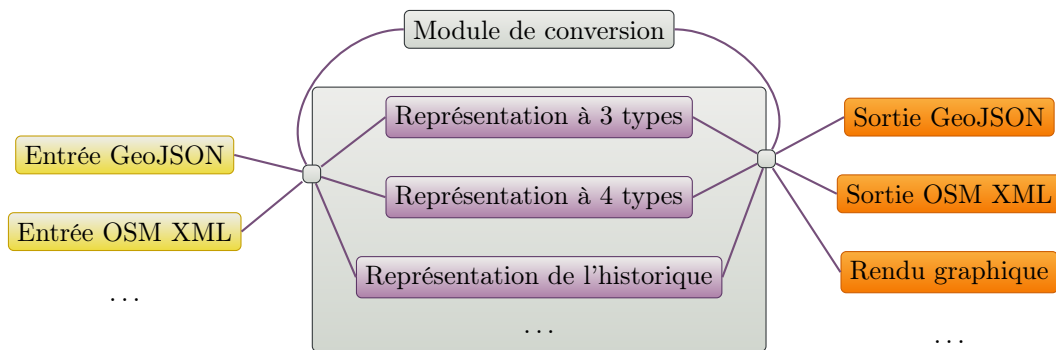 Module de conversion
Entrée GeoJSON
Entrée OSM XML
. . .
Représentation à 3 types
Représentation à 4 types
Représentation de l'historique
. . .
Sortie GeoJSON
Sortie OSM XML
Rendu graphique
. . .